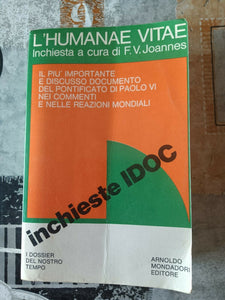 L'HUMANAE VITAE
inchiesta a cura di F.V. Joannes
IL PIU' IMPORTANTE
E DISCUSSO DOCUMENTO
DEL PONTIFICATO DI PAOLO VI
NEI COMMENTI
E NELLE REAZIONI MONDIALI
inchieste IDOC
I DOSSIER
DEL NOSTRO
TEMPO
ARNOLDO
MONDADORI
EDITORE